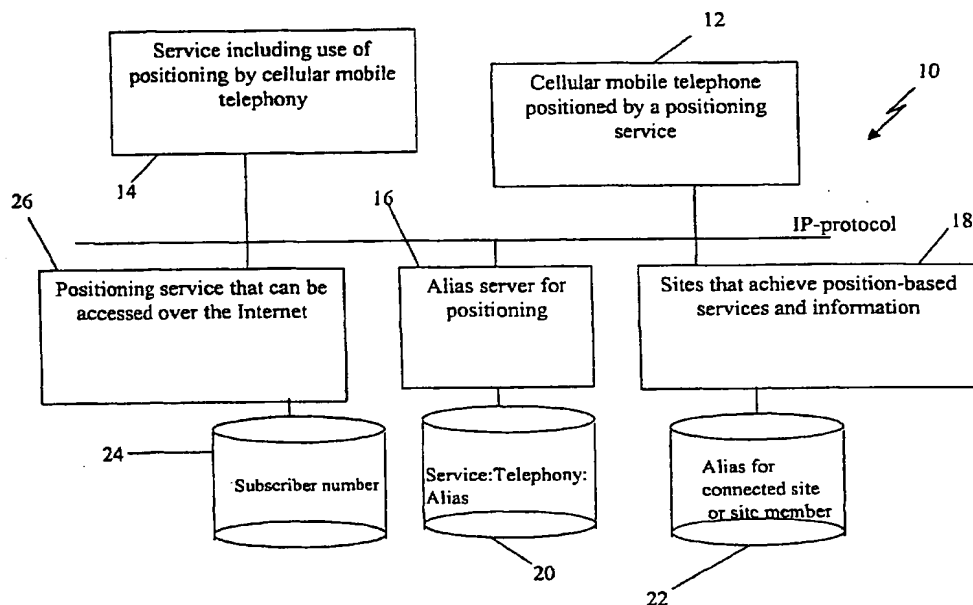 Service including use of
positioning by cellular mobile
telephony
12
Cellular mobile telephone
positioned by a positioning
service
10
14
26
16
IP-protocol
18
Positioning service that can be
accessed over the Internet
Alias server for
positioning
Sites that achieve position-based
services and information
24
Subscriber number
Service:Telephony:
Alias
Alias for
connected site
or site member
20
22